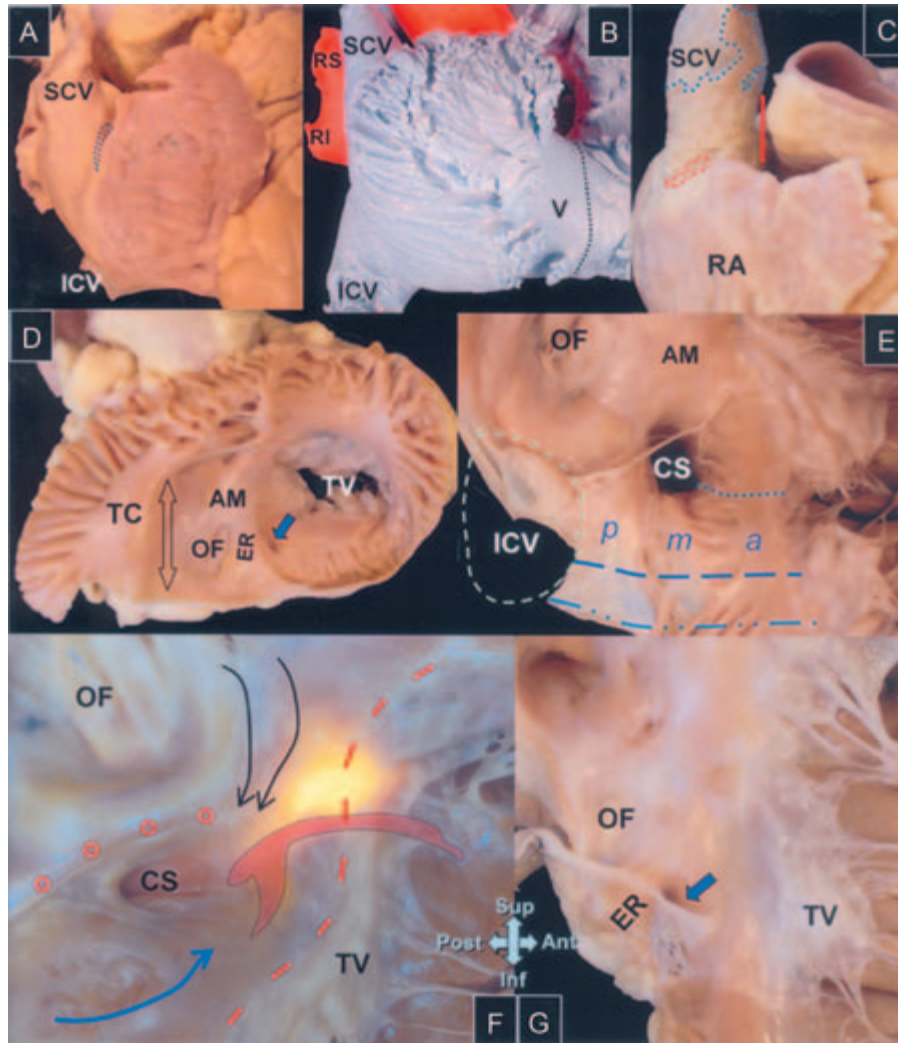 A
SCV
ICV
B
SCV
RS
RI
V
ICV
C
SCV
RA
D
TC
AM
OF
ER
TV
E
OF
AM
CS
ICV
p m a
OF
CS
TV
Sup
Post Ant
Inf
F
G
OF
ER
TV